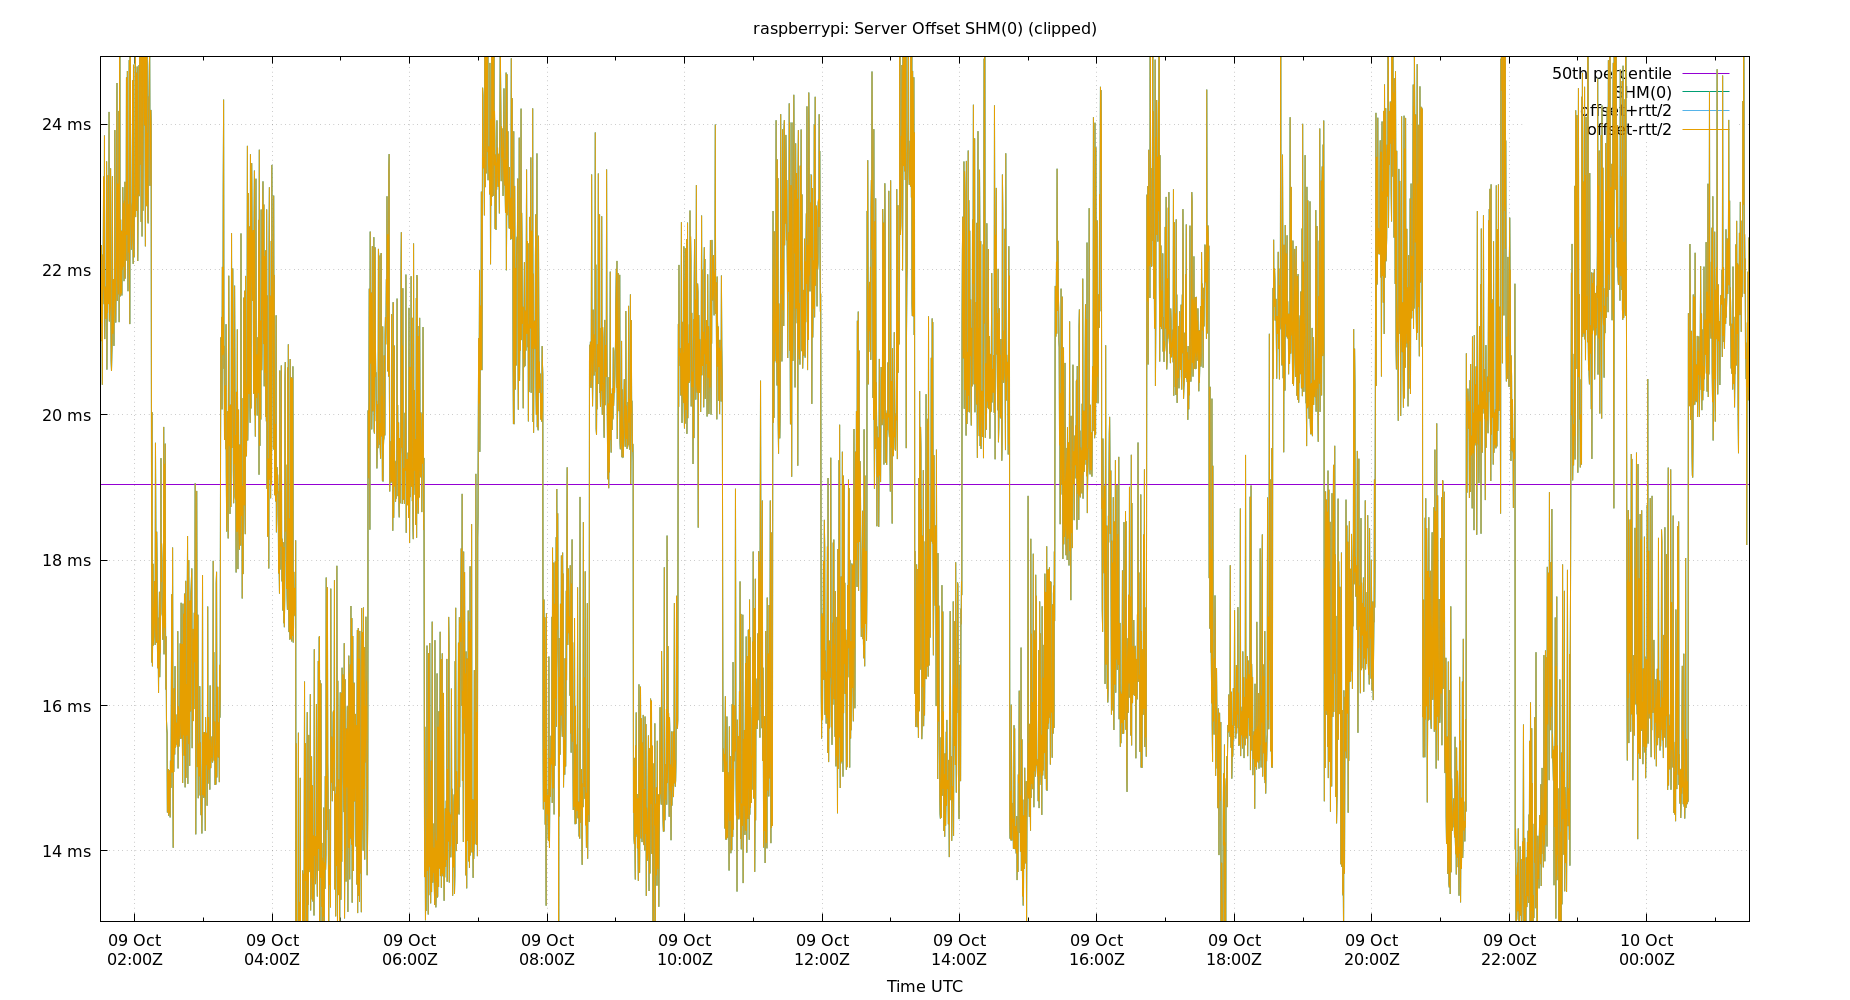 raspberrypi: Server Offset SHM(0) (clipped)
50th percentile
SHM(0)
offset+rtt/2
offset-rtt/2
24 ms
22 ms
20 ms
18 ms
16 ms
14 ms
09 Oct 09 Oct 09 Oct 09 Oct 09 Oct 09 Oct 09 Oct 09 Oct 09 Oct 09 Oct 09 Oct 10 Oct
02:00Z 04:00Z 06:00Z 08:00Z 10:00Z 12:00Z 14:00Z 16:00Z 18:00Z 20:00Z 22:00Z 00:00Z
Time UTC